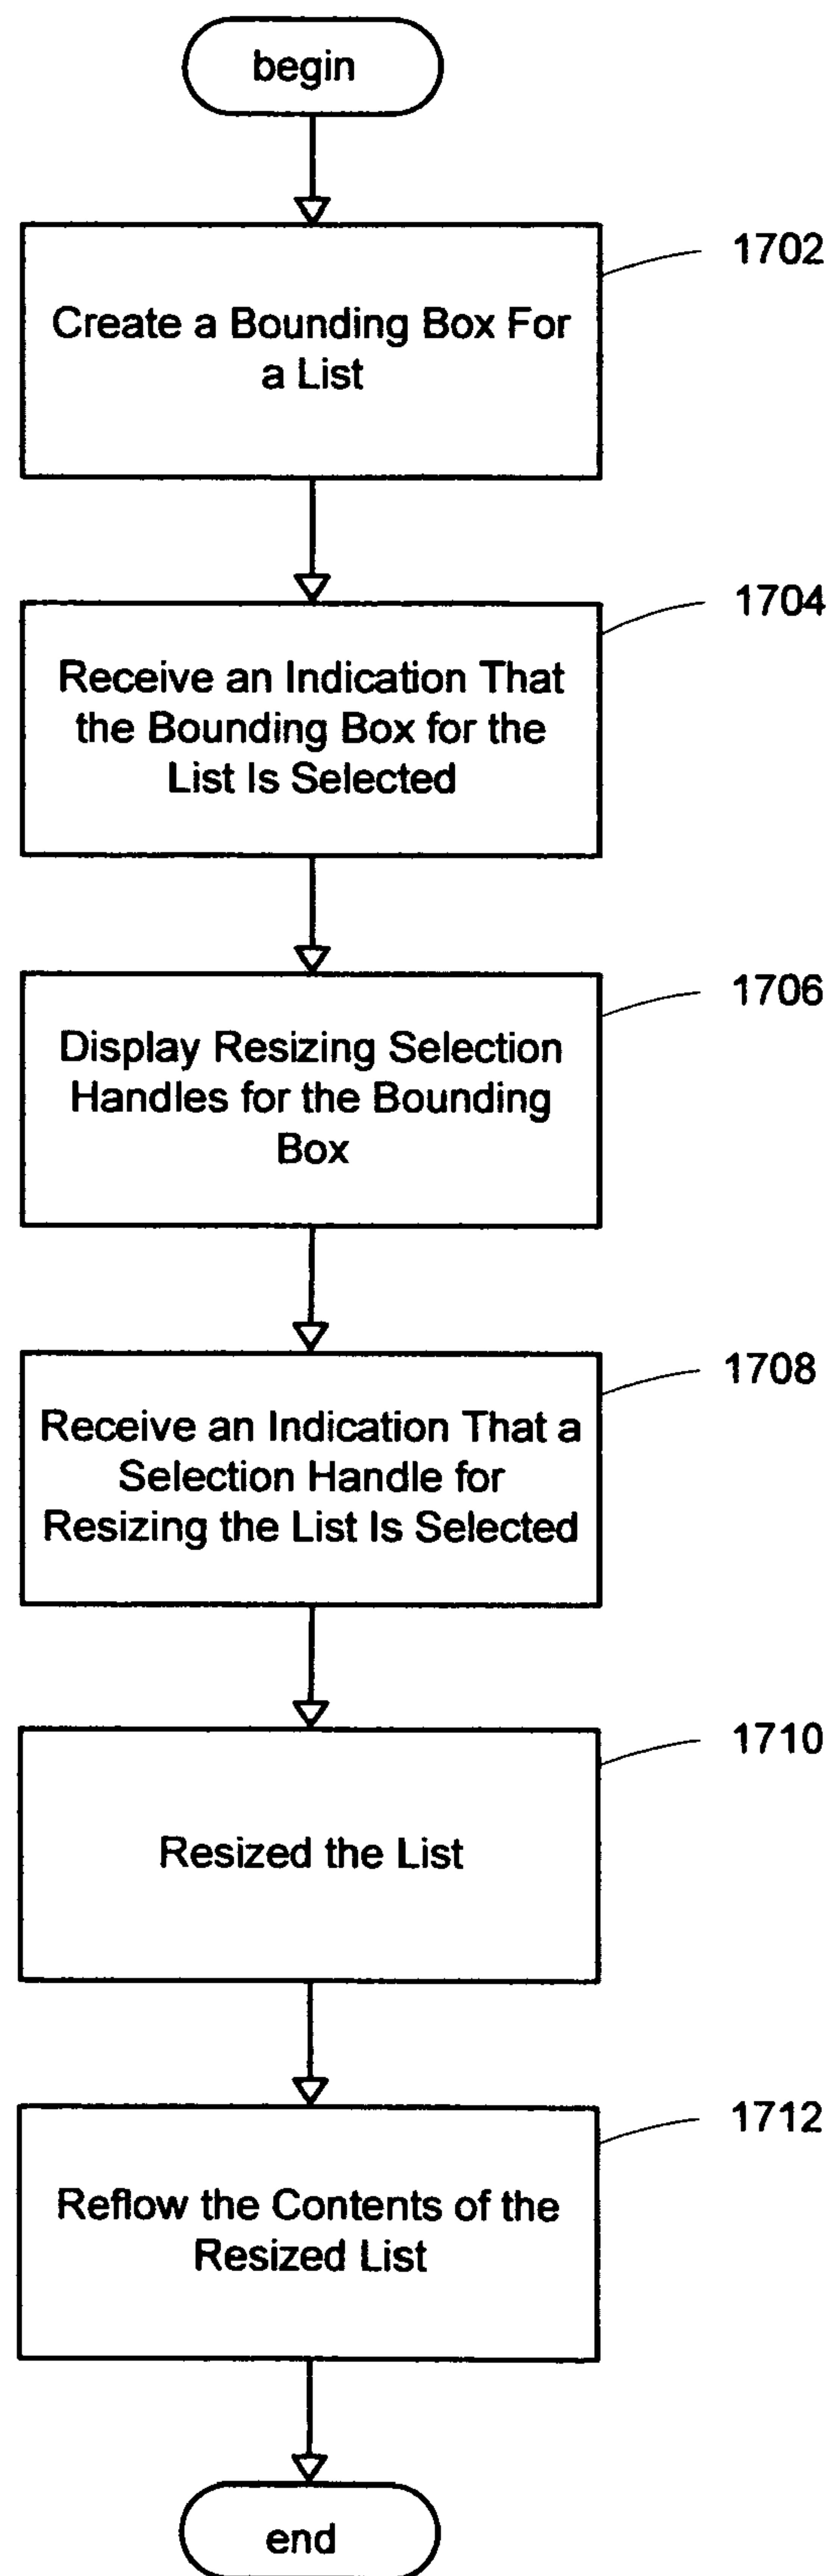 begin
1702
Create a Bounding Box For
a List
1704
Receive an Indication That
the Bounding Box for the
List Is Selected
1706
Display Resizing Selection
Handles for the Bounding
Box
1708
Receive an Indication That a
Selection Handle for
Resizing the List Is Selected
1710
Resized the List
1712
Reflow the Contents of the
Resized List
end